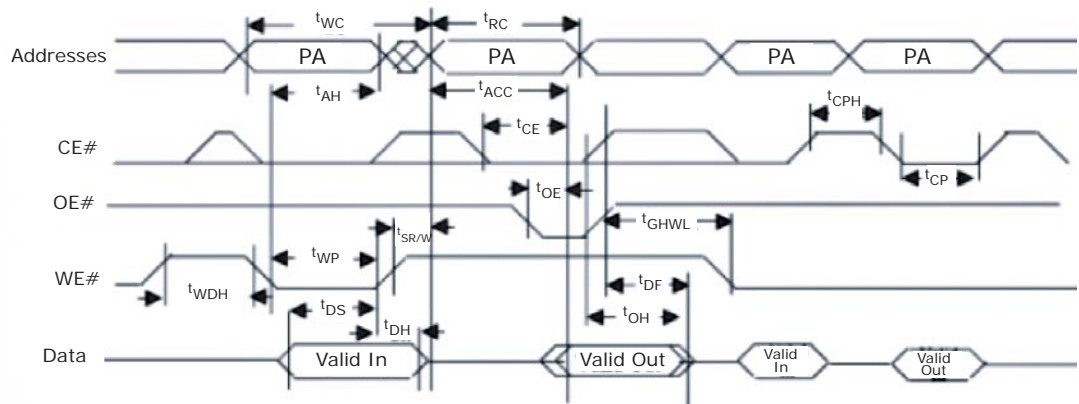 tWC
tRC
Addresses
PA
PA
PA
PA
tAH
tACC
tCPH
tCE
CE#
tCP
tOE
OE#
tGHWL
tSR/W
tWP
WE#
tWDH
tDF
tDS
tOH
tDH
Data
Valid In
Valid Out
Valid In
Valid Out